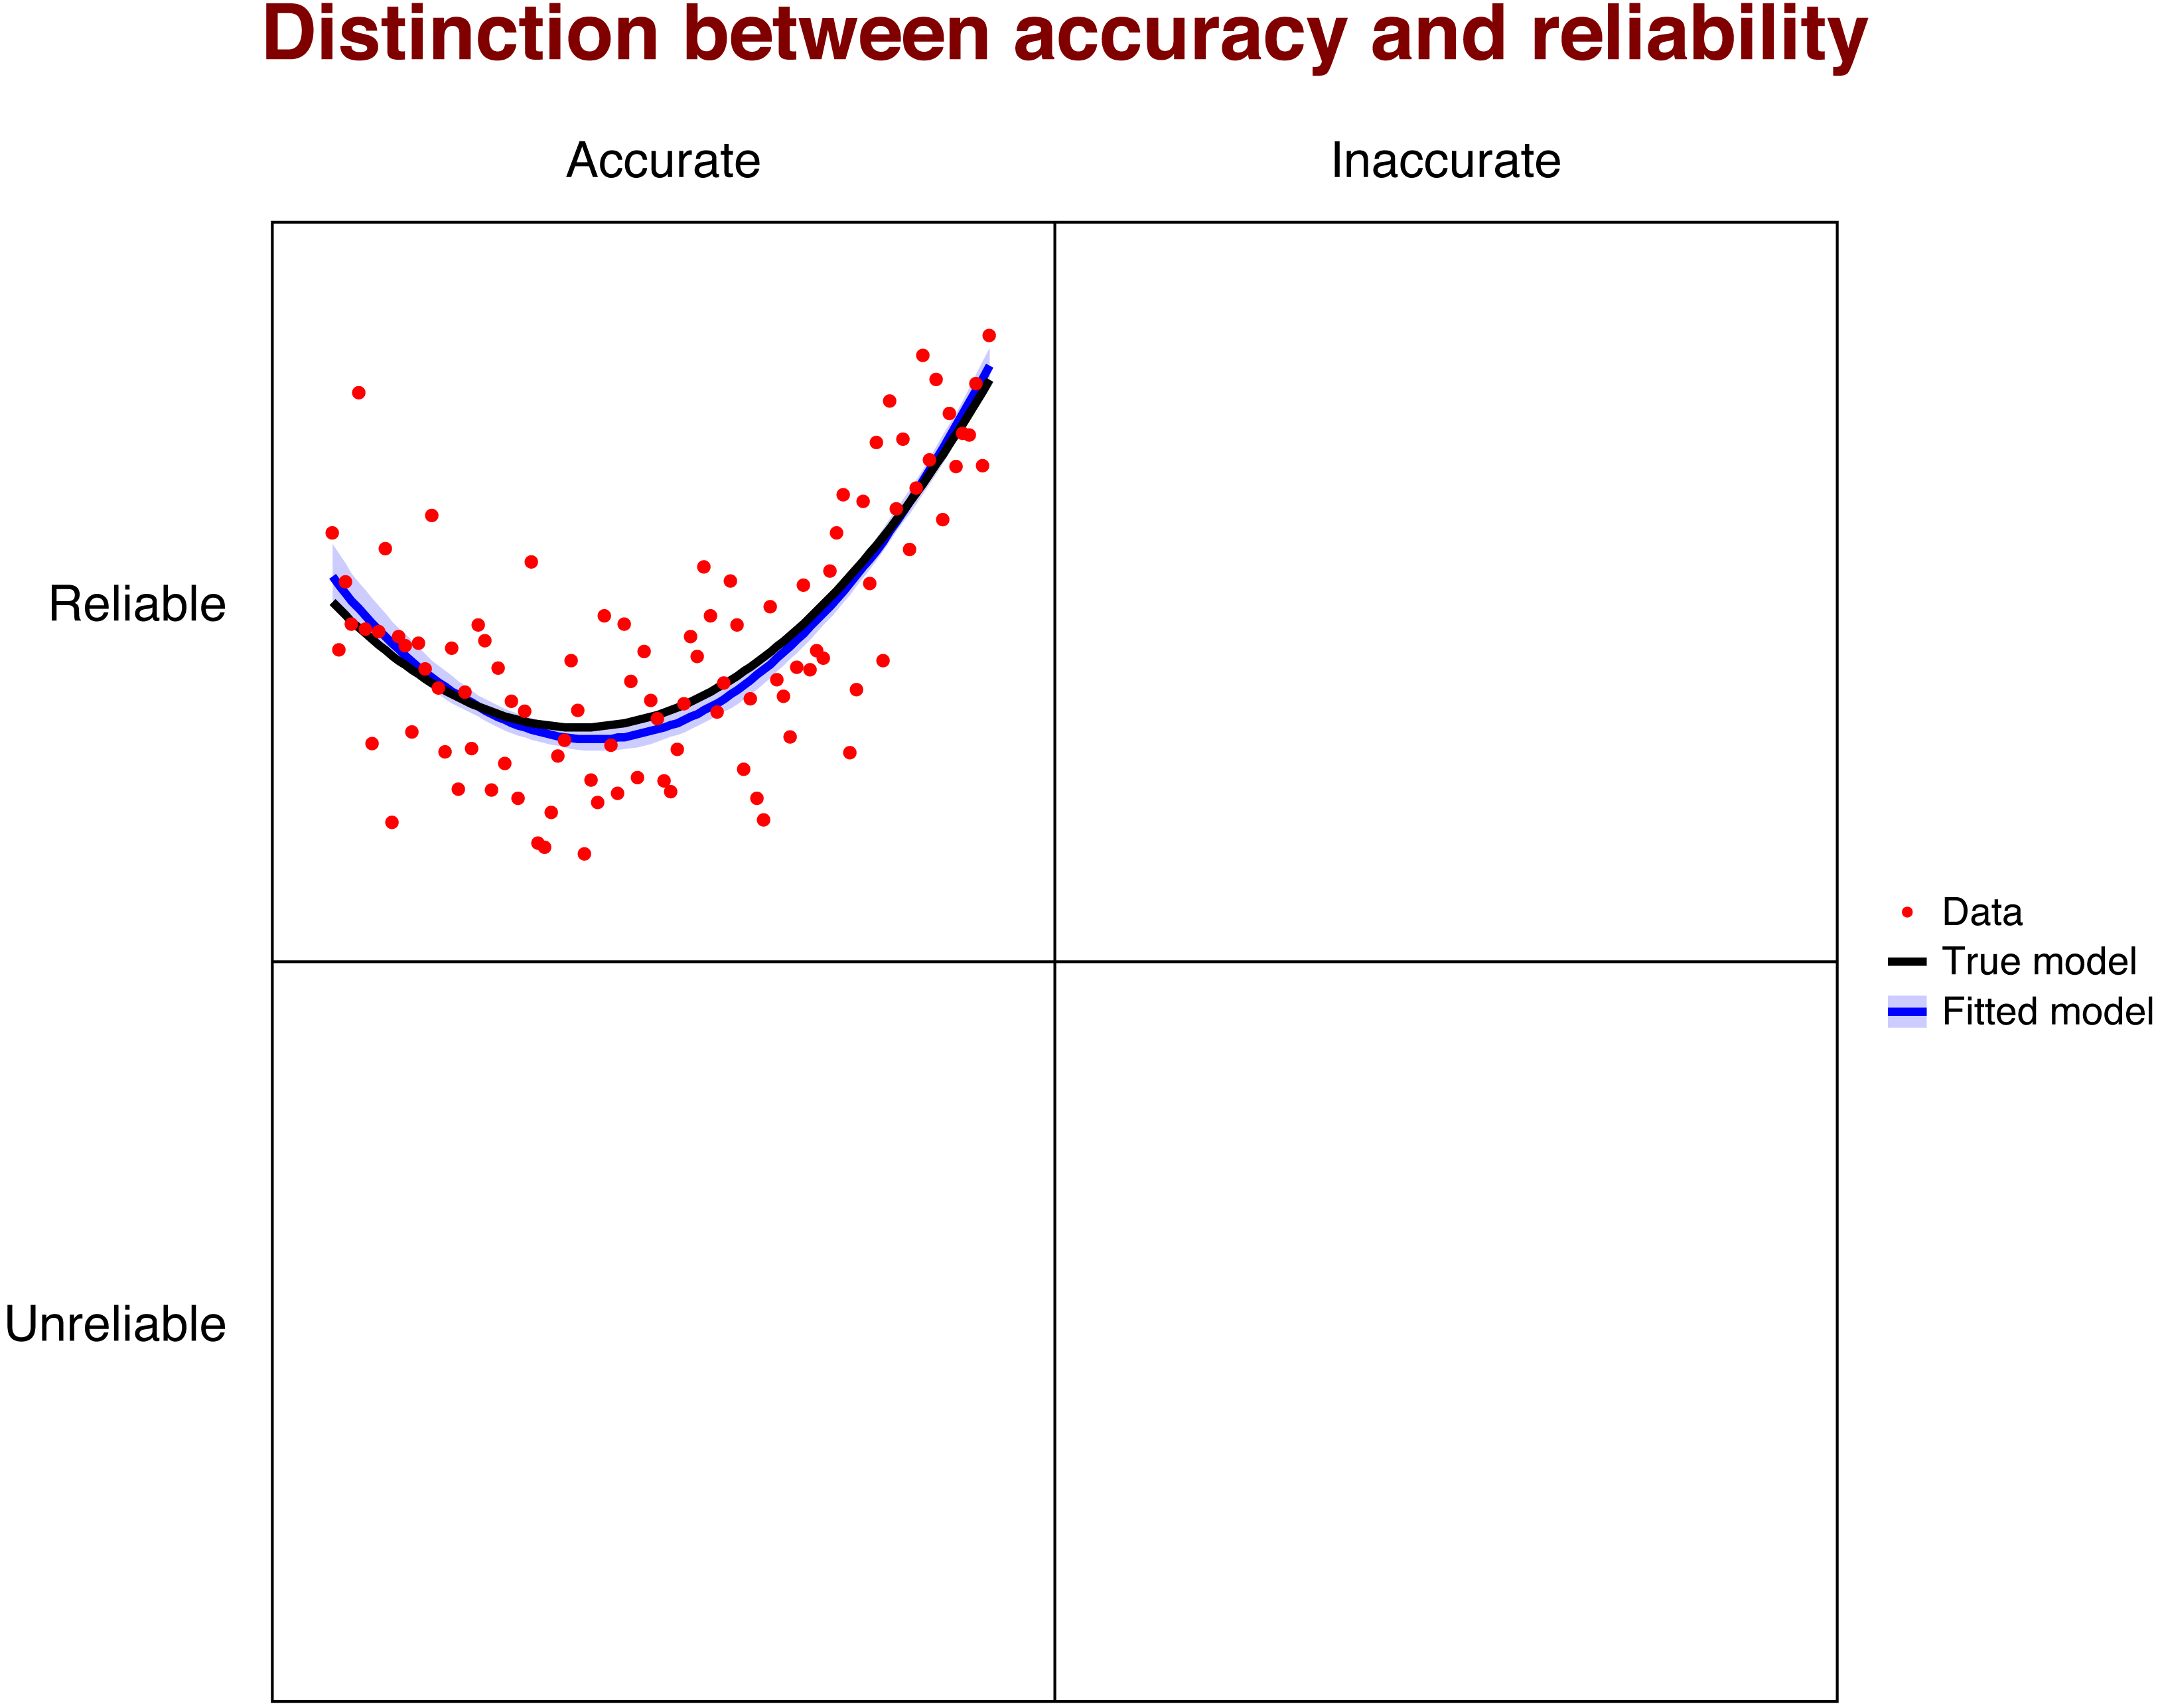 Distinction between accuracy and reliability
Accurate
Inaccurate
Reliable
Data
True model
Fitted model
Unreliable